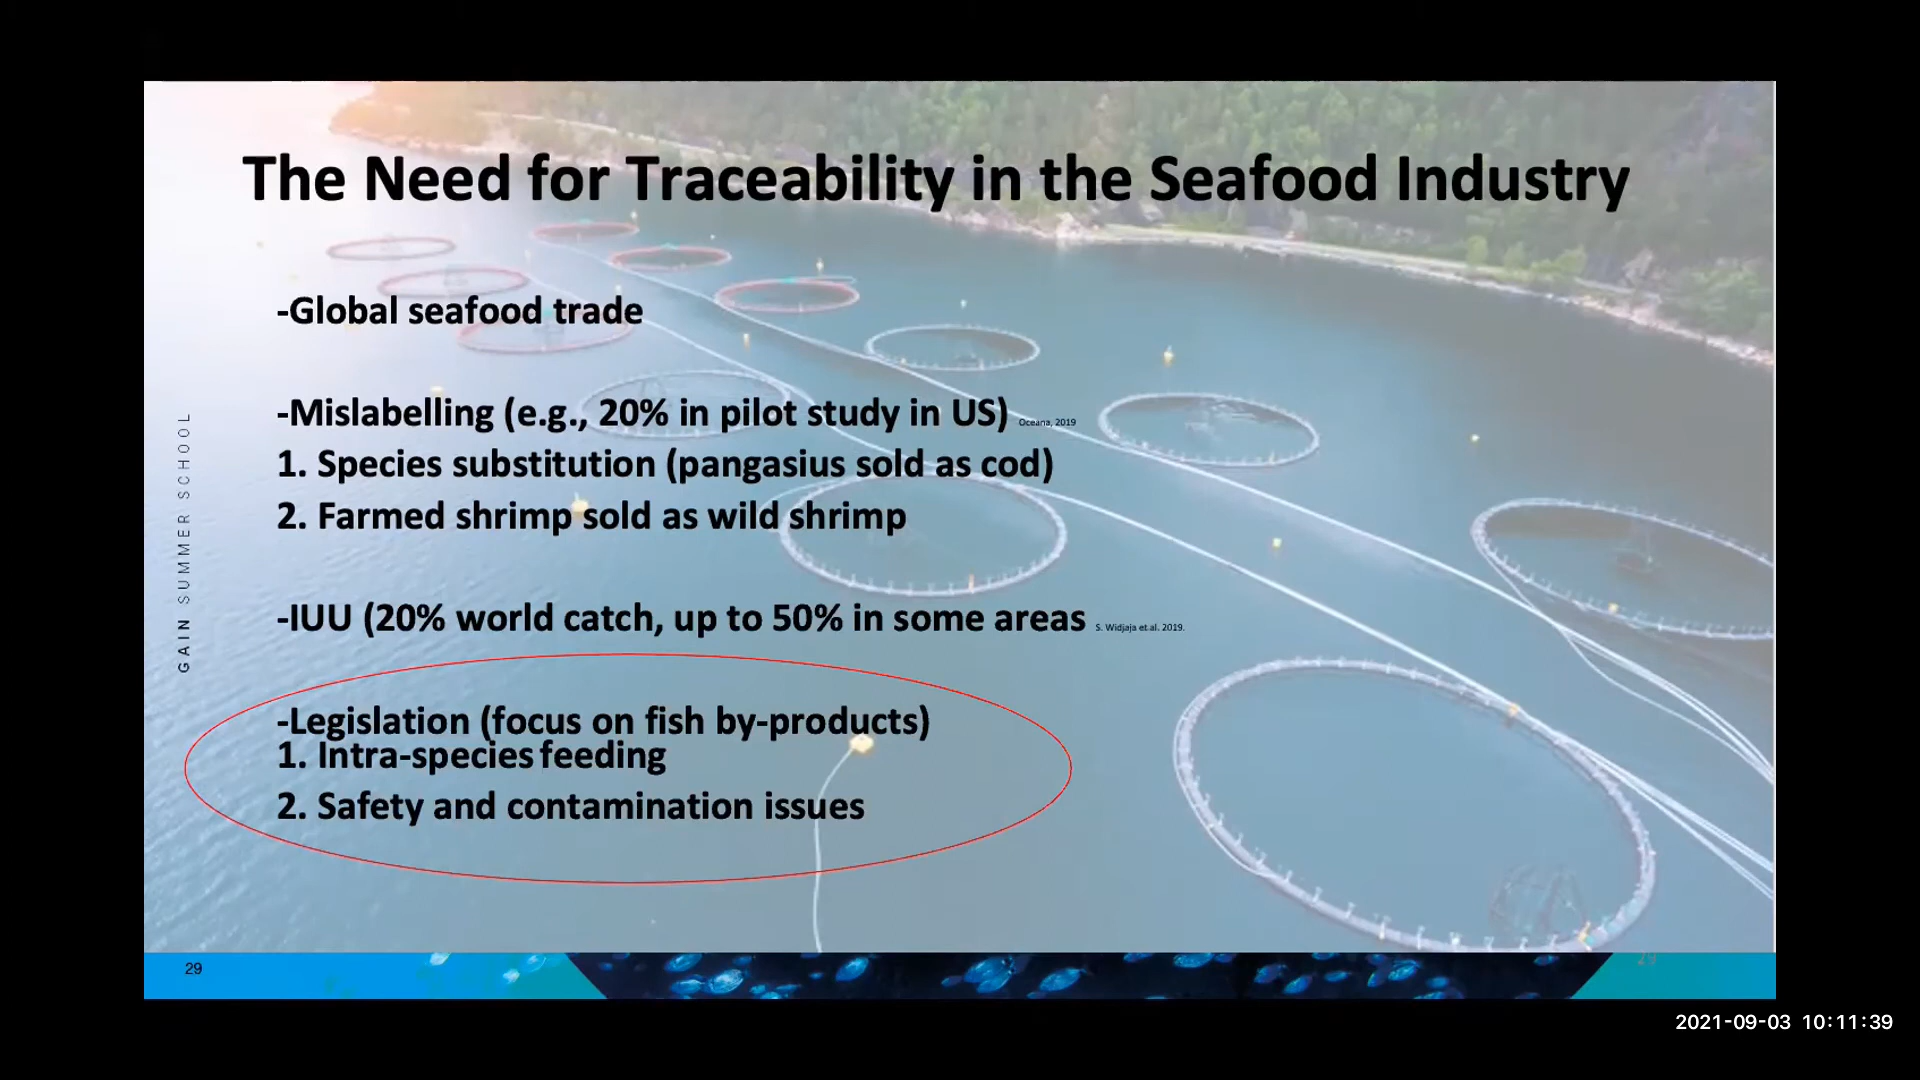 The Need for Traceability in the Seafood Industry
-Global seafood trade
-Mislabelling (e.g., 20% in pilot study in US) Oceana, 2019
1. Species substitution (pangasius sold as cod)
2. Farmed shrimp sold as wild shrimp
-IUU (20% world catch, up to 50% in some areas S. Widjaja et al. 2019.
-Legislation (focus on fish by-products)
1. Intra-species feeding
2. Safety and contamination issues
GAIN SUMMER SCHOOL
29
29
2021-09-03 10:11:39